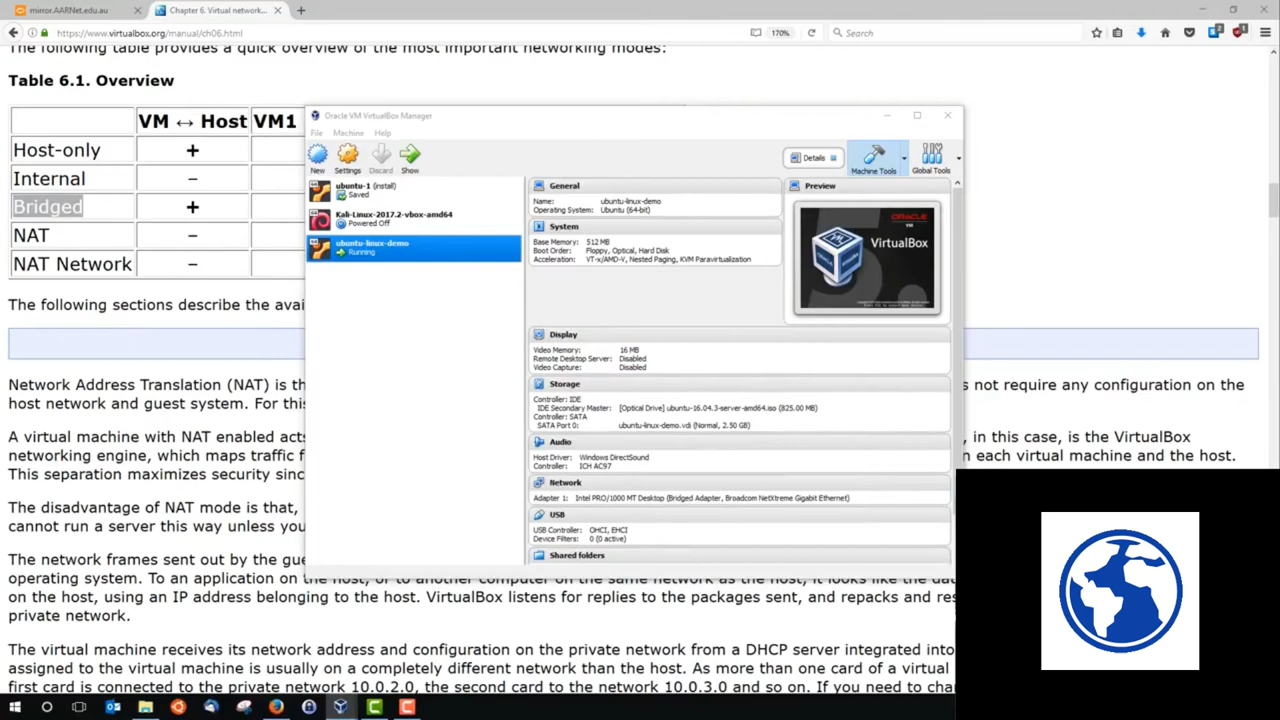 mirror.AARNet.edu.au
Chapter 6. Virtual network...
https://www.virtualbox.org/manual/ch06.html
170%
Search
The following table provides a quick overview of the most important networking modes:
Table 6.1. Overview
VM ↔ Host VM1
Host-only +
Internal –
Bridged +
NAT –
NAT Network –
The following sections describe the avai
Network Address Translation (NAT) is th
s not require any configuration on the
host network and guest system. For this
A virtual machine with NAT enabled acts
, in this case, is the VirtualBox
networking engine, which maps traffic f
n each virtual machine and the host.
This separation maximizes security sinc
The disadvantage of NAT mode is that,
cannot run a server this way unless you
The network frames sent out by the gue
operating system. To an application on the host, or to another computer on the same network as the host, it looks like the dat
on the host, using an IP address belonging to the host. VirtualBox listens for replies to the packages sent, and repacks and res
private network.
The virtual machine receives its network address and configuration on the private network from a DHCP server integrated into
assigned to the virtual machine is usually on a completely different network than the host. As more than one card of a virtual
first card is connected to the private network 10.0.2.0, the second card to the network 10.0.3.0 and so on. If you need to cha
Oracle VM VirtualBox Manager
File Machine Help
New Settings Discard Show
Details Machine Tools Global Tools
ubuntu-1 (install)
Saved
Kali-Linux-2017.2-vbox-amd64
Powered Off
ubuntu-linux-demo
Running
General
Name: ubuntu-linux-demo
Operating System: Ubuntu (64-bit)
System
Base Memory: 512 MB
Boot Order: Floppy, Optical, Hard Disk
Acceleration: VT-x/AMD-V, Nested Paging, KVM Paravirtualization
Preview
ORACLE
VM
VirtualBox
Display
Video Memory: 16 MB
Remote Desktop Server: Disabled
Video Capture: Disabled
Storage
Controller: IDE
IDE Secondary Master: [Optical Drive] ubuntu-16.04.3-server-amd64.iso (825.00 MB)
Controller: SATA
SATA Port 0: ubuntu-linux-demo.vdi (Normal, 2.50 GB)
Audio
Host Driver: Windows DirectSound
Controller: ICH AC97
Network
Adapter 1: Intel PRO/1000 MT Desktop (Bridged Adapter, Broadcom NetXtreme Gigabit Ethernet)
USB
USB Controller: OHCI, EHCI
Device Filters: 0 (0 active)
Shared folders